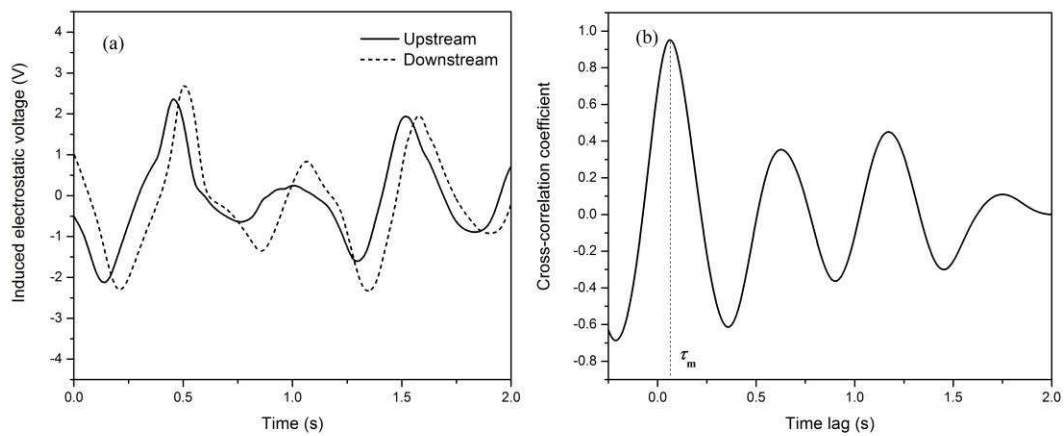 (a)
Upstream
Downstream
Induced electrostatic voltage (V)
4
3
2
1
0
-1
-2
-3
-4
0.0 0.5 1.0 1.5 2.0
Time (s)
(b)
Cross-correlation coefficient
1.0
0.8
0.6
0.4
0.2
0.0
-0.2
-0.4
-0.6
-0.8
τm
0.0 0.5 1.0 1.5 2.0
Time lag (s)